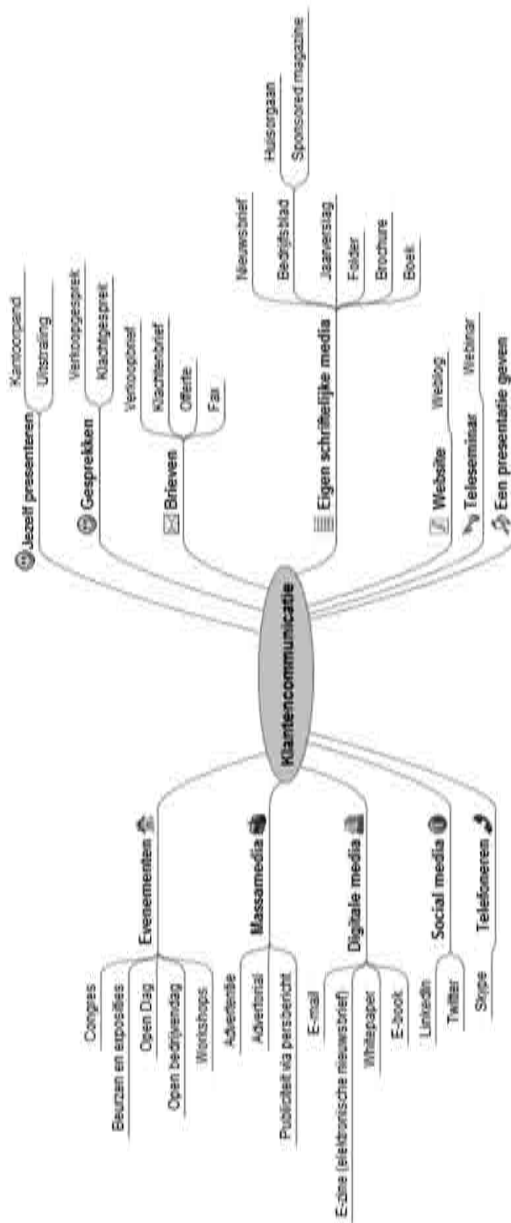 Klantencommunicatie
Jezelf presenteren
Kantoorpand
Uitstraling
Gesprekken
Verkoopgesprek
Klachtgesprek
Brieven
Verkoopbrief
Klachtenbrief
Offerte
Fax
Eigen schriftelijke media
Nieuwsbrief
Bedrijfsblad
Huisorgaan
Sponsored magazine
Jaarverslag
Folder
Brochure
Boek
Website
Weblog
Teleseminar
Webinar
Een presentatie geven
Evenementen
Congres
Beurzen en exposities
Open Dag
Open bedrijvendag
Workshops
Massamedia
Advertentie
Advertorial
Publiciteit via persbericht
Digitale media
E-mail
E-zine (elektronische nieuwsbrief)
Whitepaper
E-book
Social media
LinkedIn
Twitter
Telefoneren
Skype